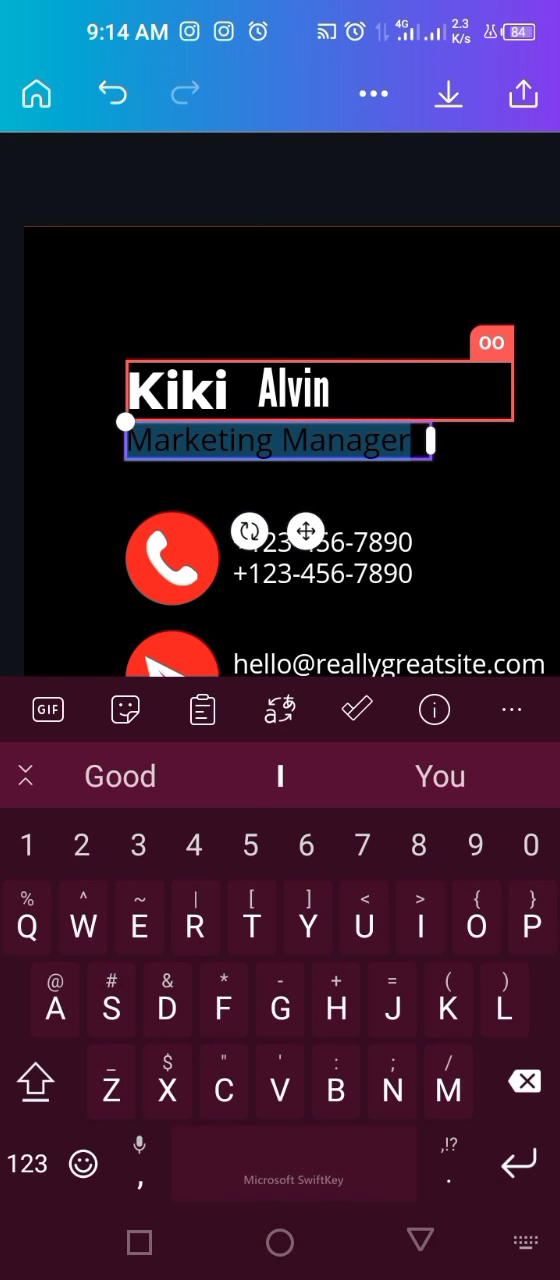 9:14 AM 4G 2.3 K/s 84
Kiki Alvin
Marketing Manager
123-456-7890
+123-456-7890
hello@reallygreatsite.com
GIF
Good I You
1 2 3 4 5 6 7 8 9 0
% ^ ~ | [ ] < > { }
Q W E R T Y U I O P
@ # & * - + = ( )
A S D F G H J K L
_ $ " ' : ; /
Z X C V B N M
,!?
123 , Microsoft SwiftKey .